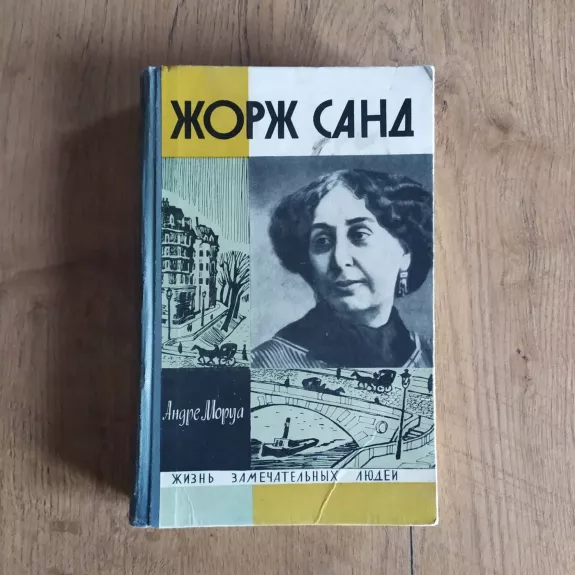 ЖОРЖ САНД
Андре Моруа
ЖИЗНЬ ЗАМЕЧАТЕЛЬНЫХ ЛЮДЕЙ